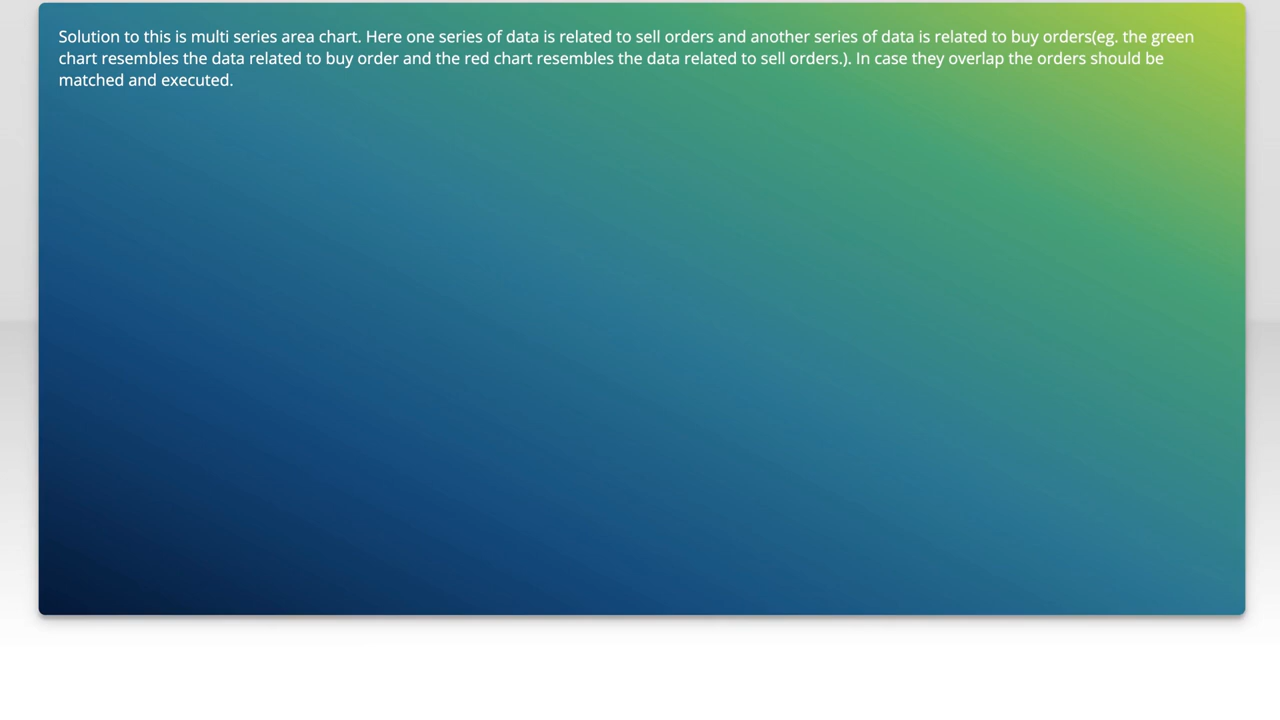 Solution to this is multi series area chart. Here one series of data is related to sell orders and another series of data is related to buy orders(eg. the green
chart resembles the data related to buy order and the red chart resembles the data related to sell orders.). In case they overlap the orders should be
matched and executed.